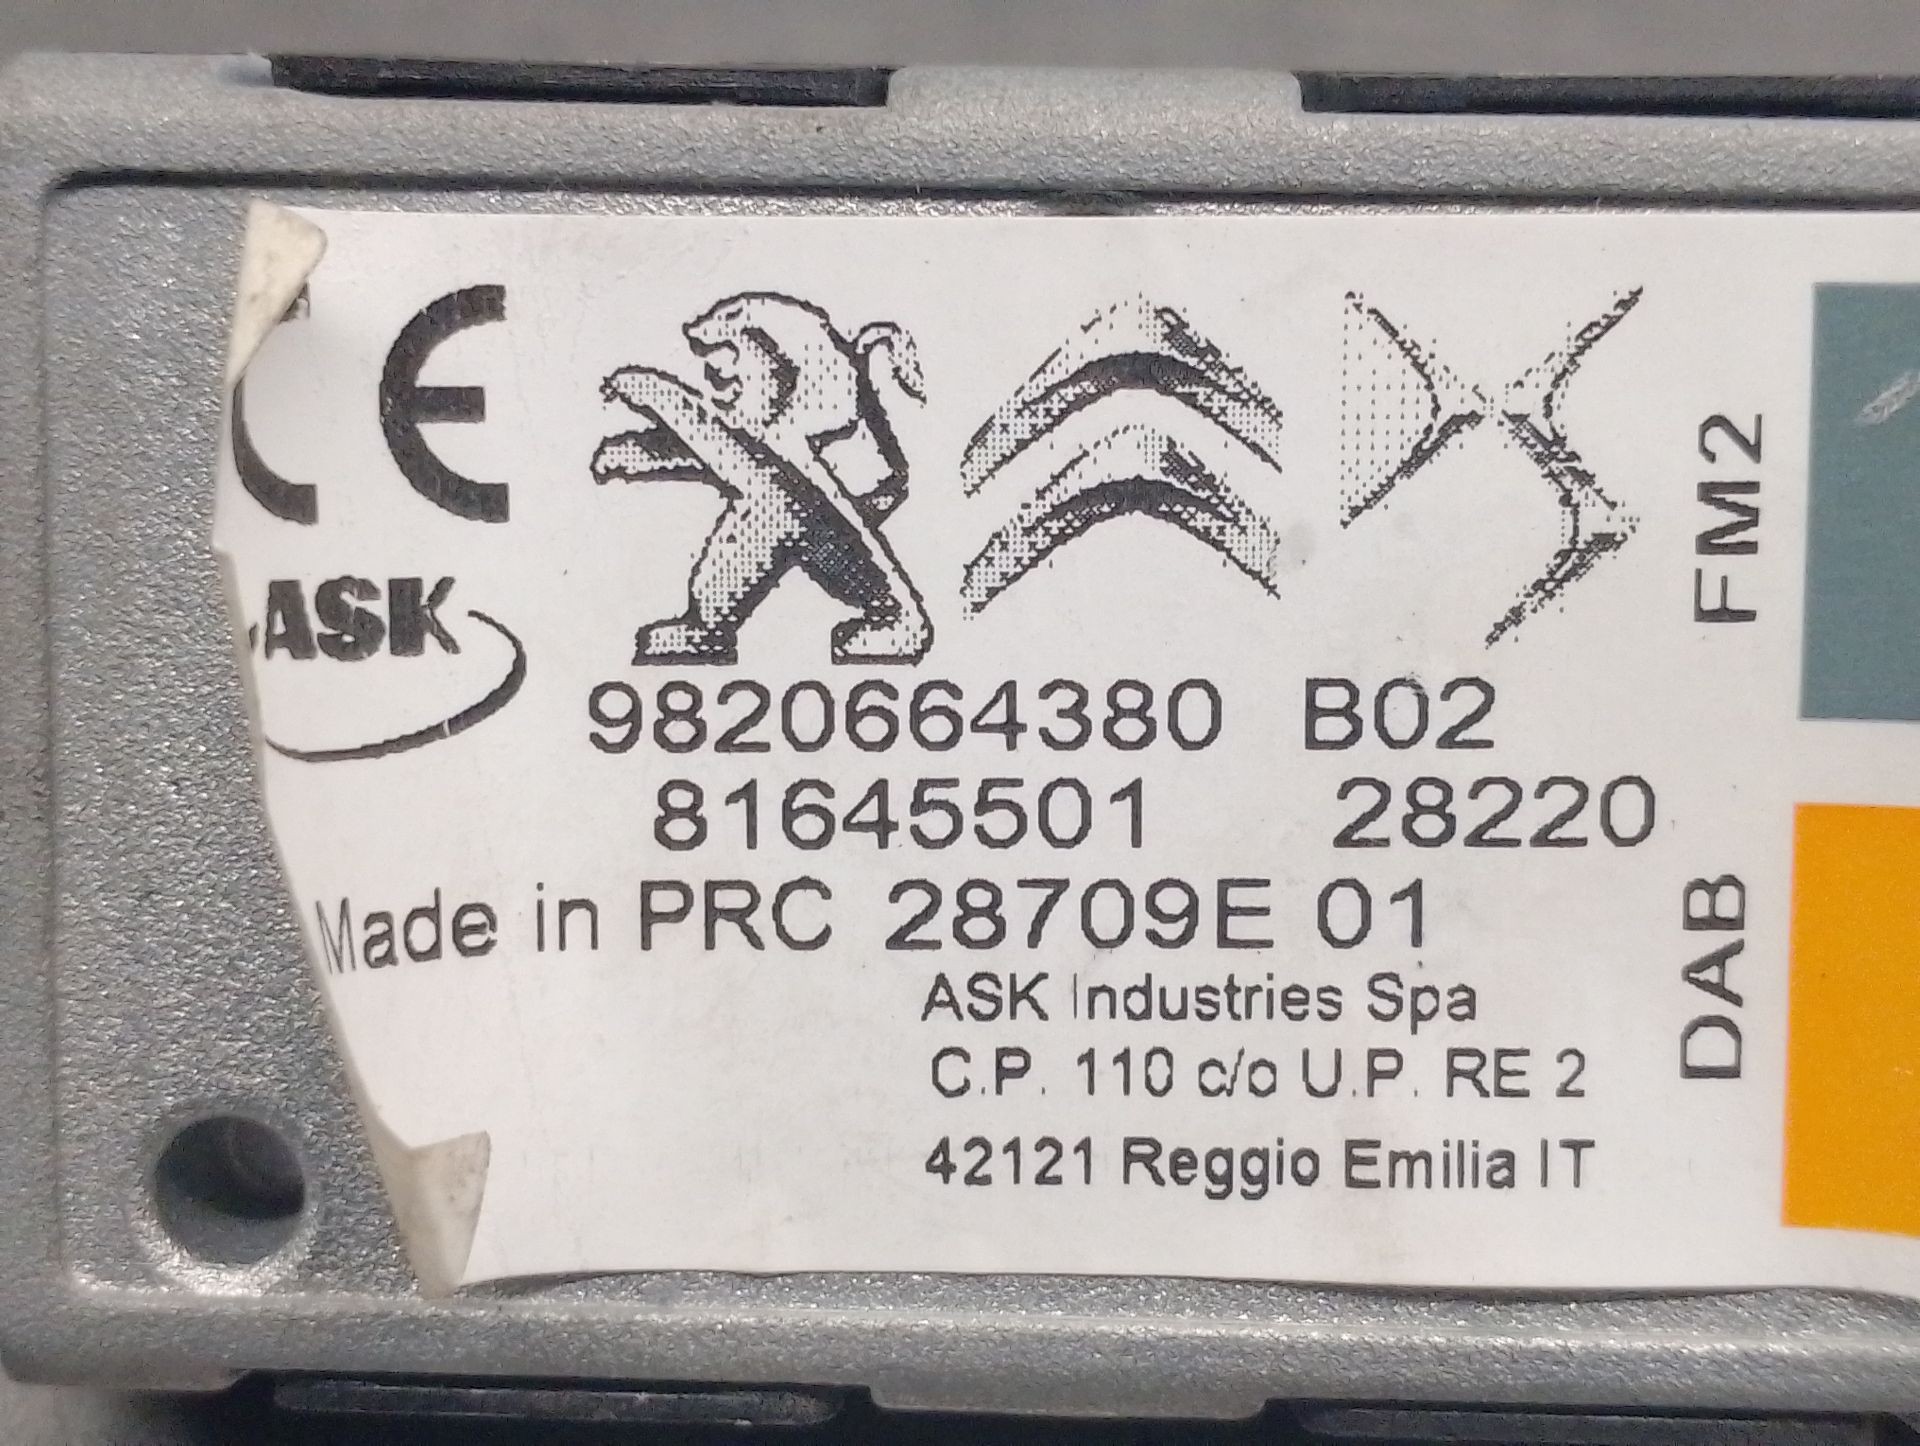 CE
ASK
9820664380 B02
81645501 28220
Made in PRC 28709E 01
ASK Industries Spa
C.P. 110 c/o U.P. RE 2
42121 Reggio Emilia IT
FM2
DAB